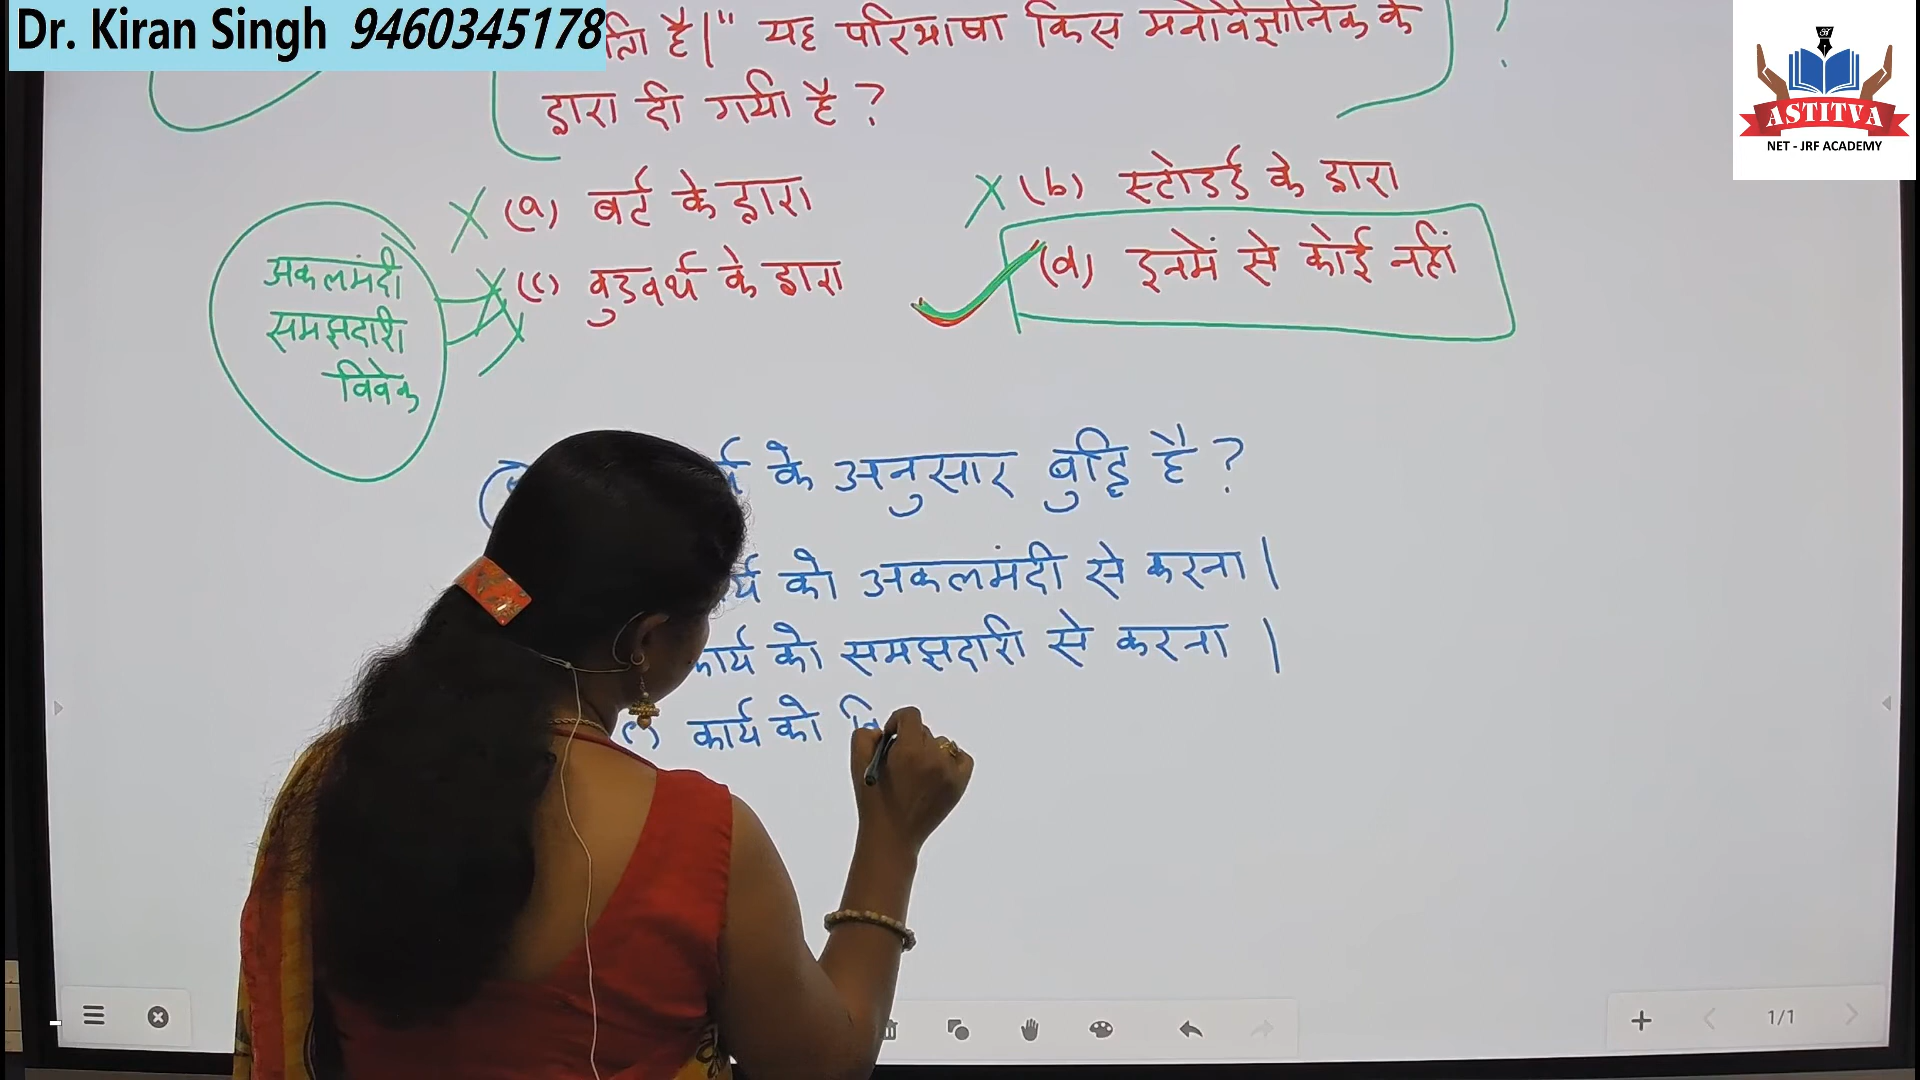 Dr. Kiran Singh 9460345178
है।" यह परिभाषा किस मनोवैज्ञानिक के
द्वारा दी गयी है ?
(a) बर्ट के द्वारा
(b) स्टोडर्ड के द्वारा
(c) वुडवर्थ के द्वारा
(d) इनमें से कोई नहीं
अकलमंदी
समझदारी
विवेक
के अनुसार बुद्धि है ?
को अकलमंदी से करना |
कार्य को समझदारी से करना |
(c) कार्य को वि
ASTITVA
NET - JRF ACADEMY
1/1